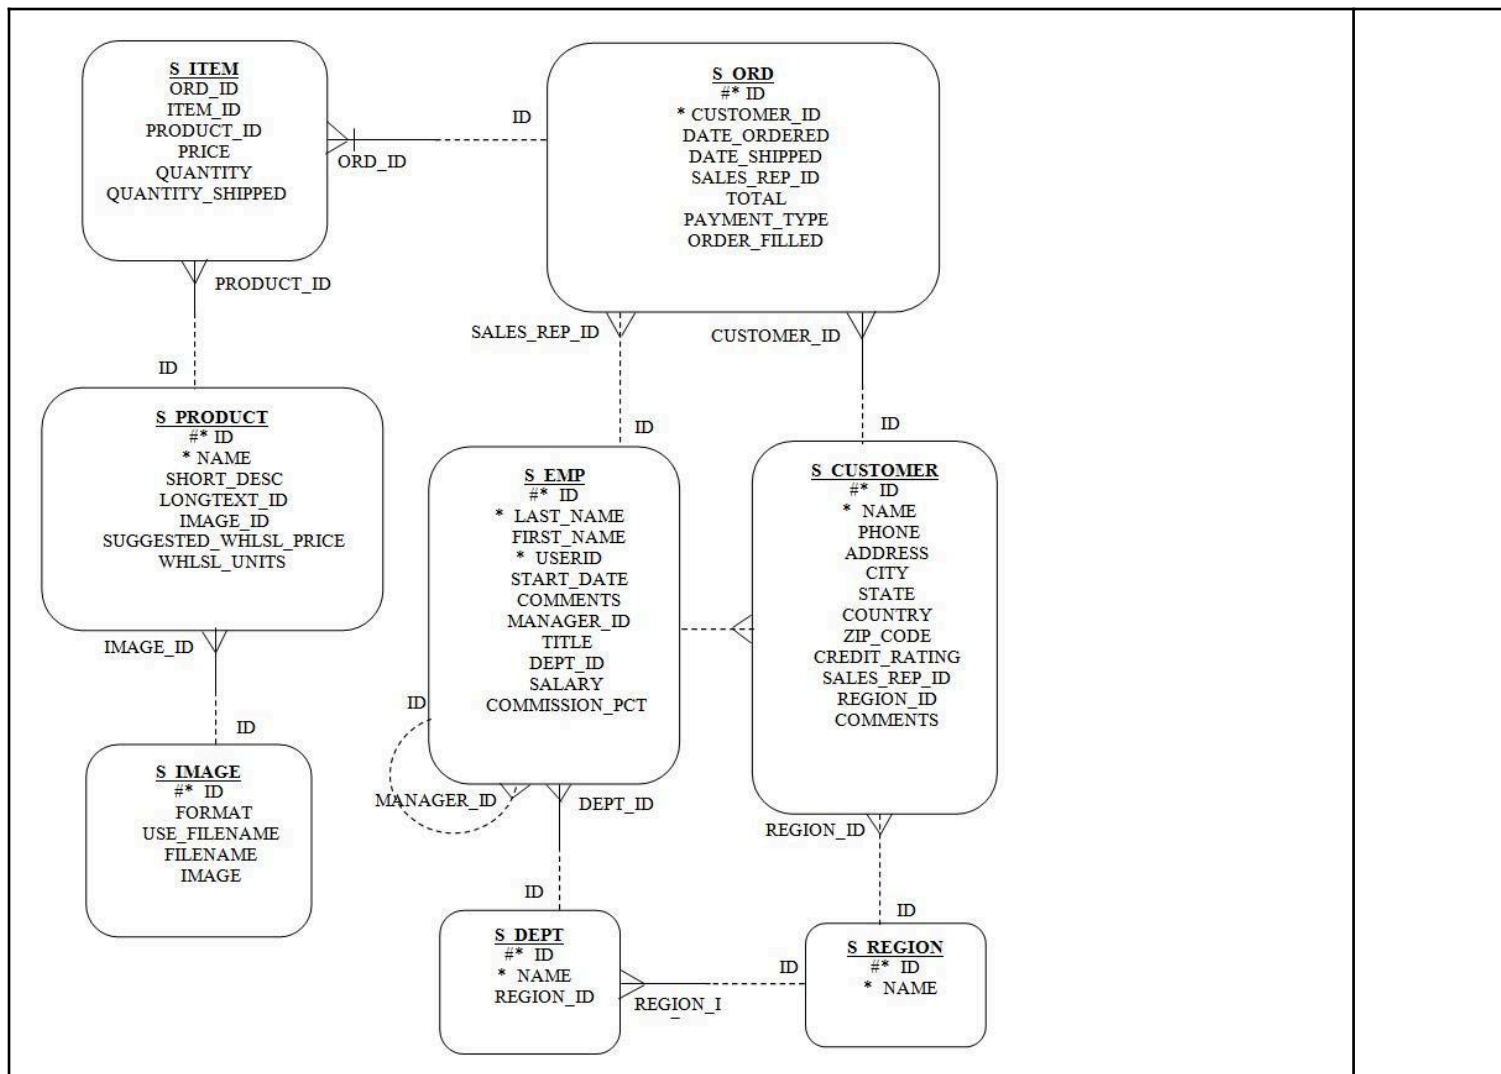 S_ITEM
ORD_ID
ITEM_ID
PRODUCT_ID
PRICE
QUANTITY
QUANTITY_SHIPPED
ID
ORD_ID
S_ORD
#* ID
* CUSTOMER_ID
DATE_ORDERED
DATE_SHIPPED
SALES_REP_ID
TOTAL
PAYMENT_TYPE
ORDER_FILLED
PRODUCT_ID
ID
SALES_REP_ID
CUSTOMER_ID
ID
ID
S_PRODUCT
#* ID
* NAME
SHORT_DESC
LONGTEXT_ID
IMAGE_ID
SUGGESTED_WHLSL_PRICE
WHLSL_UNITS
S_EMP
#* ID
* LAST_NAME
FIRST_NAME
* USERID
START_DATE
COMMENTS
MANAGER_ID
TITLE
DEPT_ID
SALARY
COMMISSION_PCT
S_CUSTOMER
#* ID
* NAME
PHONE
ADDRESS
CITY
STATE
COUNTRY
ZIP_CODE
CREDIT_RATING
SALES_REP_ID
REGION_ID
COMMENTS
IMAGE_ID
ID
ID
MANAGER_ID
DEPT_ID
REGION_ID
S_IMAGE
#* ID
FORMAT
USE_FILENAME
FILENAME
IMAGE
ID
ID
S_DEPT
#* ID
* NAME
REGION_ID
ID
REGION_I
_
S_REGION
#* ID
* NAME